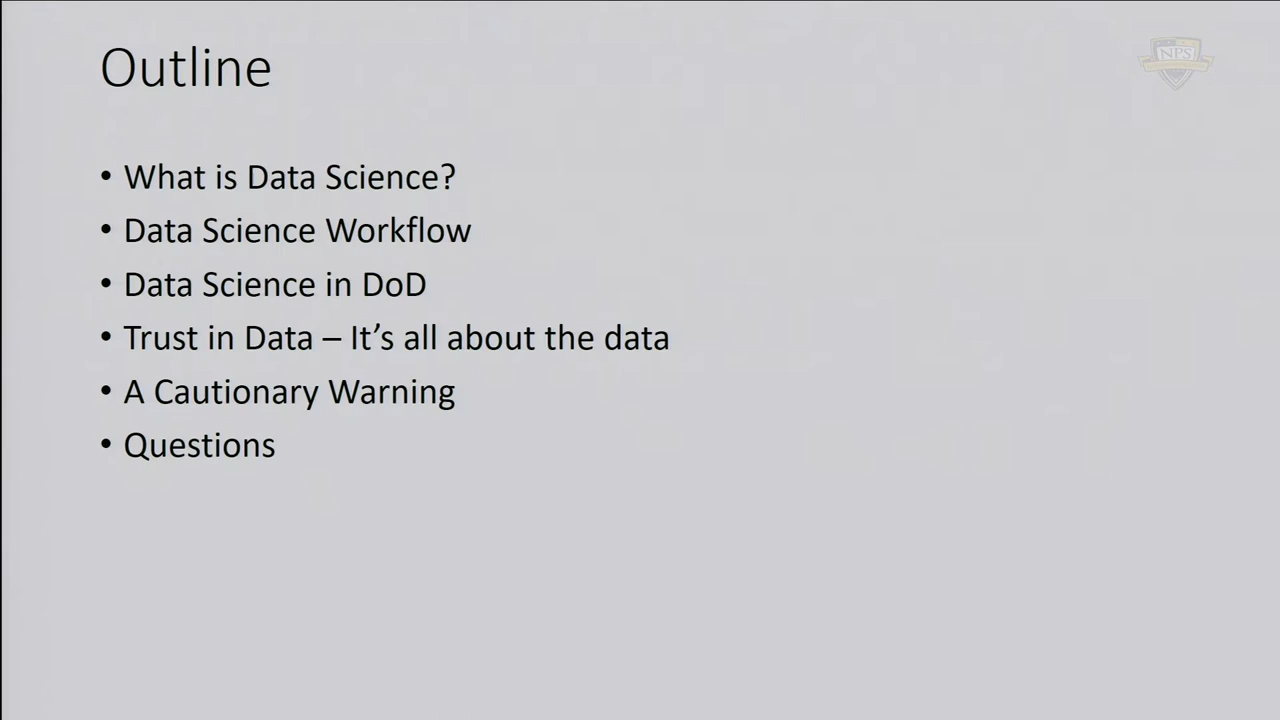 Outline
NPS
• What is Data Science?
• Data Science Workflow
• Data Science in DoD
• Trust in Data – It’s all about the data
• A Cautionary Warning
• Questions